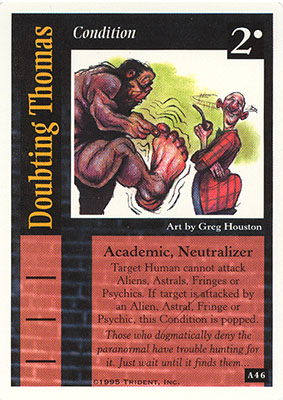 Condition
2•
Doubting Thomas
Art by Greg Houston
Academic, Neutralizer
Target Human cannot attack
Aliens, Astrals, Fringes or
Psychics. If target is attacked by
an Alien, Astral, Fringe or
Psychic, this Condition is popped.
Those who dogmatically deny the
paranormal have trouble hunting for
it. Just wait until it finds them...
©1995 TRIDENT, INC.
A46